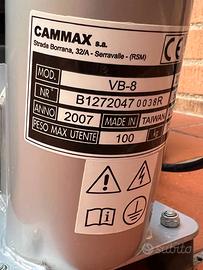 CAMMAX s.a.
Strada Borrana, 32/A - Serravalle - (RSM)
MOD. VB-8
NR° B1272047 0038R
ANNO 2007 MADE IN TAIWAN
PESO MAX UTENTE 100 kg
subito